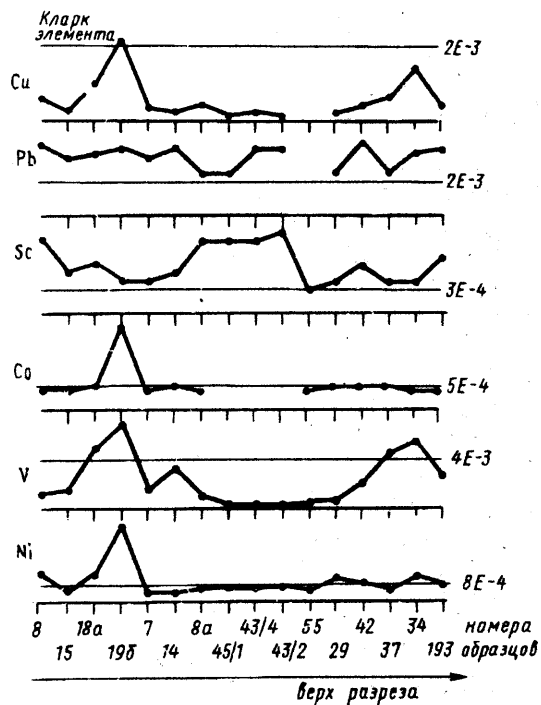 Кларк
элемента
Cu
2E-3
Pb
2E-3
Sc
3E-4
Co
5E-4
V
4E-3
Ni
8E-4
8 18а 7 8а 43/4 55 42 34 номера
15 19б 14 45/1 43/2 29 37 193 образцов
верх разреза